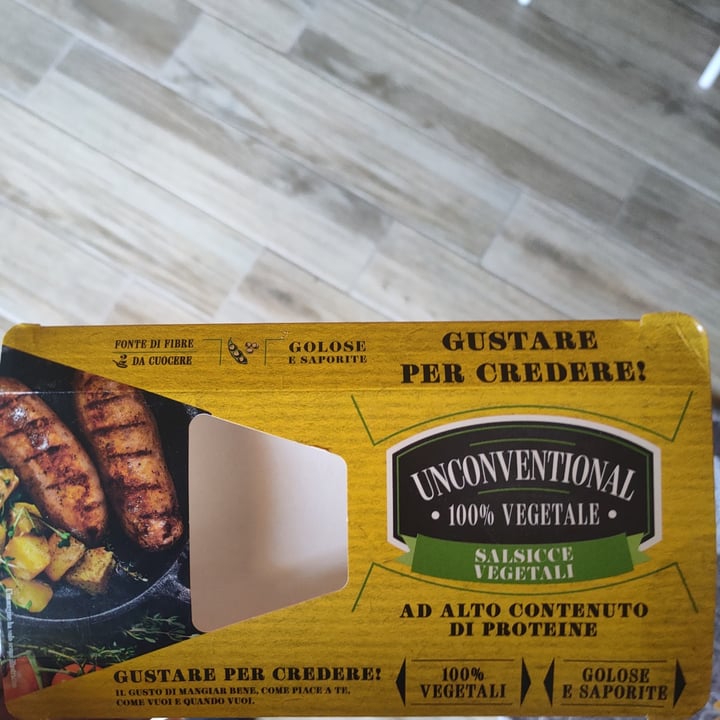 FONTE DI FIBRE
DA CUOCERE
GOLOSE
E SAPORITE
GUSTARE
PER CREDERE!
UNCONVENTIONAL
• 100% VEGETALE •
SALSICCE
VEGETALI
AD ALTO CONTENUTO
DI PROTEINE
GUSTARE PER CREDERE!
IL GUSTO DI MANGIAR BENE, COME PIACE A TE,
COME VUOI E QUANDO VUOI.
100%
VEGETALI
GOLOSE
E SAPORITE